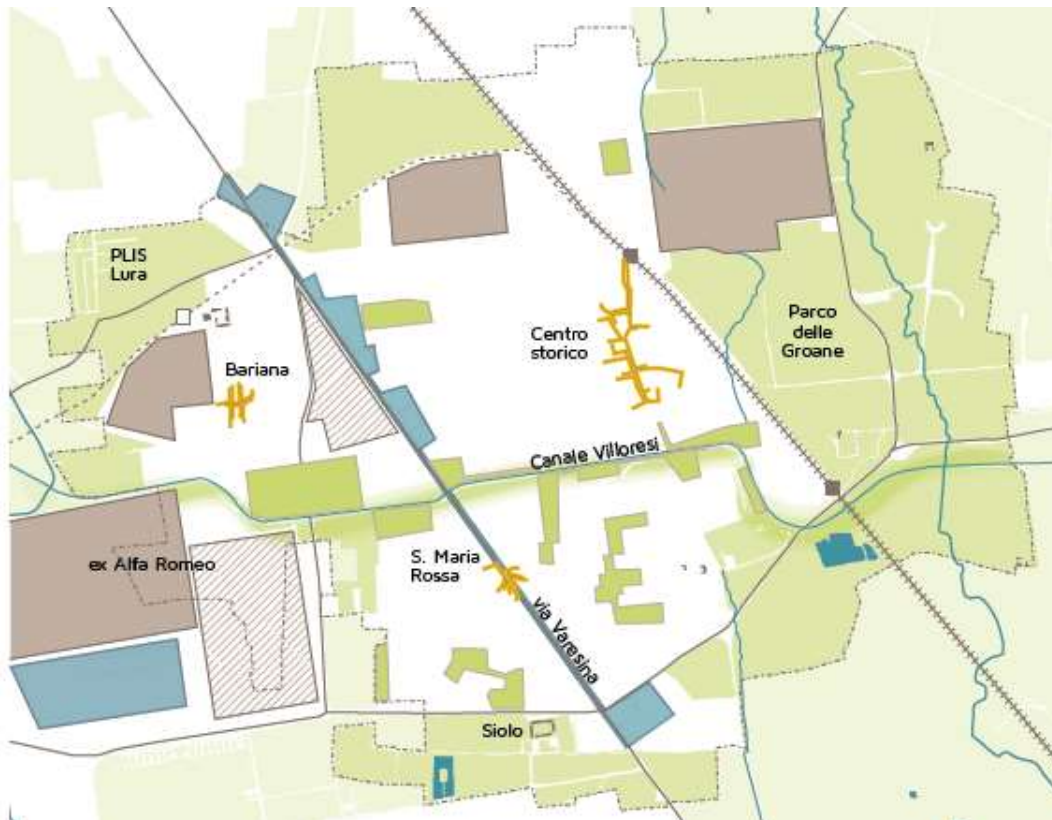 PLIS
Lura
Parco
delle
Groane
Centro
storico
Bariana
Canale Villoresi
ex Alfa Romeo
S. Maria
Rossa
via Varesina
Siolo